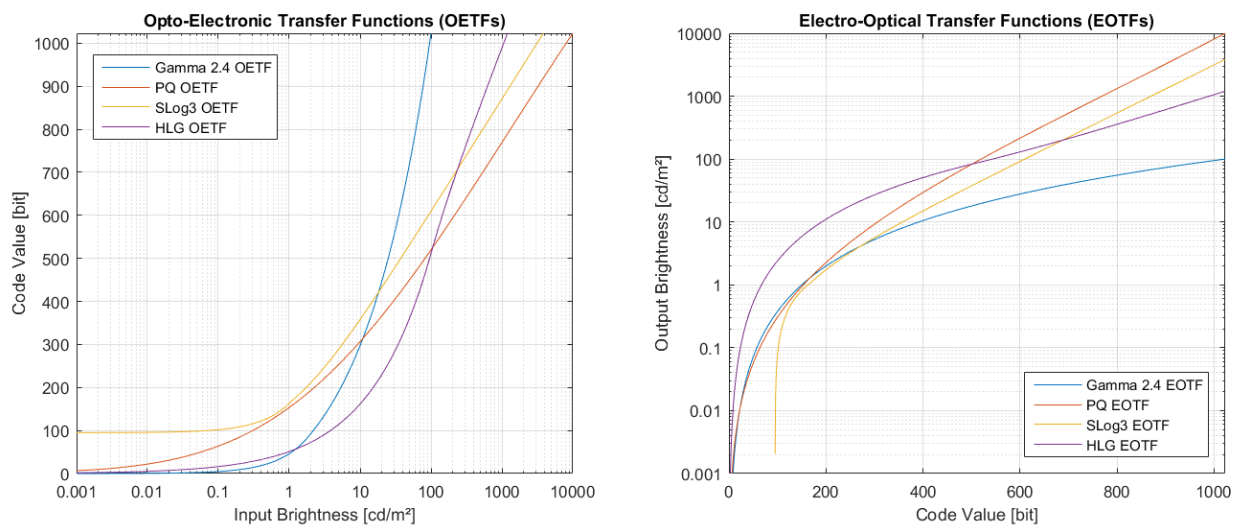 Opto-Electronic Transfer Functions (OETFs)
Code Value [bit]
1000
900
800
700
600
500
400
300
200
100
0
Gamma 2.4 OETF
PQ OETF
SLog3 OETF
HLG OETF
0.001 0.01 0.1 1 10 100 1000 10000
Input Brightness [cd/m²]
Electro-Optical Transfer Functions (EOTFs)
Output Brightness [cd/m²]
10000
1000
100
10
1
0.1
0.01
0.001
Gamma 2.4 EOTF
PQ EOTF
SLog3 EOTF
HLG EOTF
0 200 400 600 800 1000
Code Value [bit]